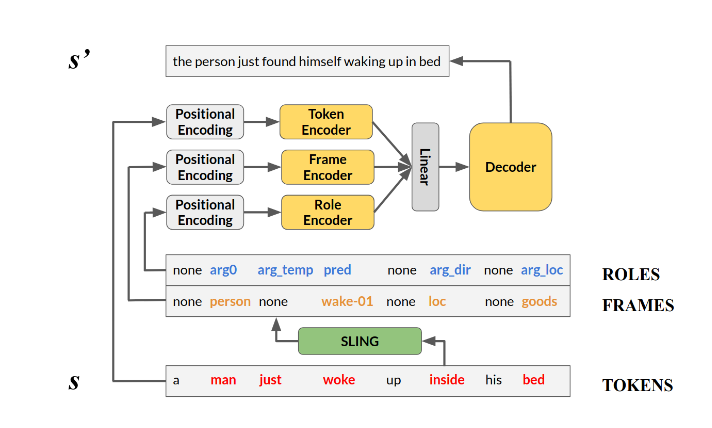 s’
the person just found himself waking up in bed
Positional Encoding
Token Encoder
Positional Encoding
Frame Encoder
Linear
Decoder
Positional Encoding
Role Encoder
none arg0 arg_temp pred none arg_dir none arg_loc ROLES
none person none wake-01 none loc none goods FRAMES
SLING
s a man just woke up inside his bed TOKENS